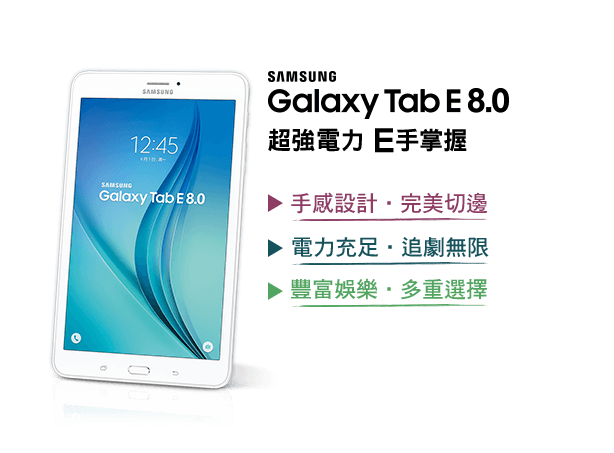 SAMSUNG
12:45
SAMSUNG
Galaxy Tab E 8.0
SAMSUNG
Galaxy Tab E 8.0
超強電力 E手掌握
手感設計．完美切邊
電力充足．追劇無限
豐富娛樂．多重選擇